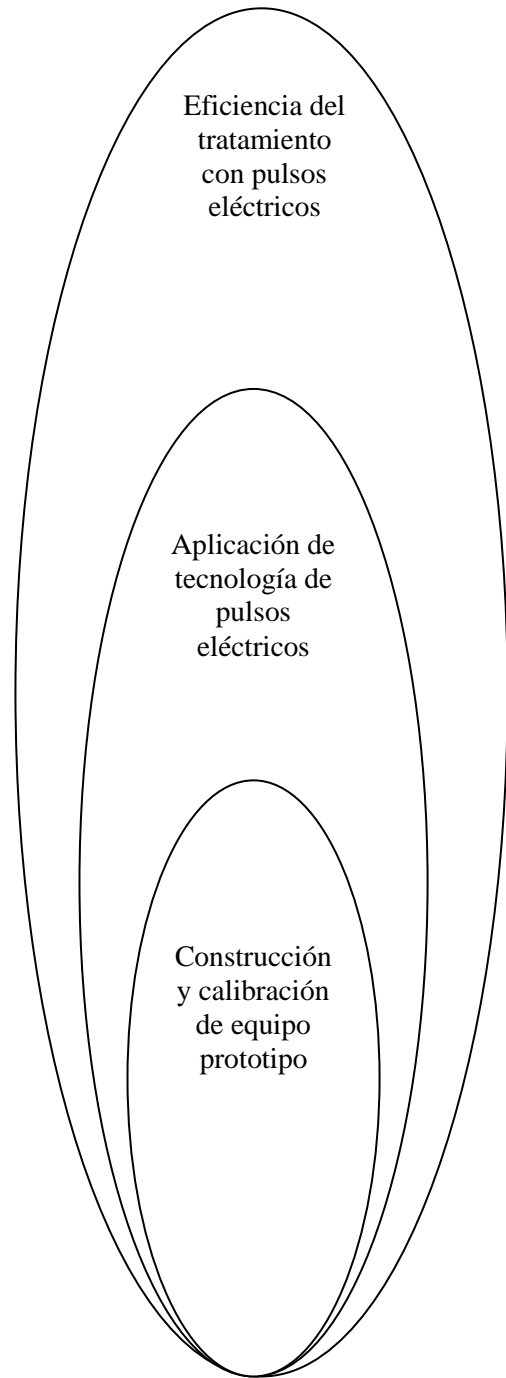 Eficiencia del
tratamiento
con pulsos
eléctricos
Aplicación de
tecnología de
pulsos
eléctricos
Construcción
y calibración
de equipo
prototipo